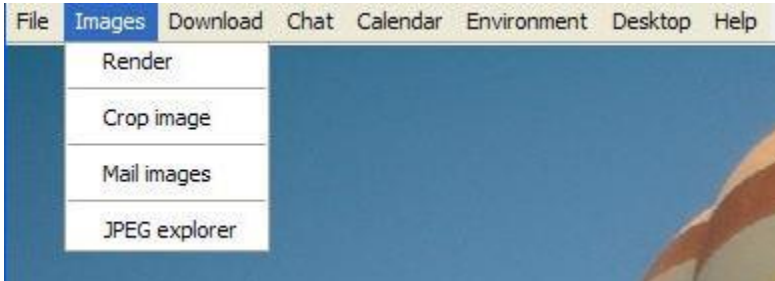 File Images Download Chat Calendar Environment Desktop Help
Render
Crop image
Mail images
JPEG explorer